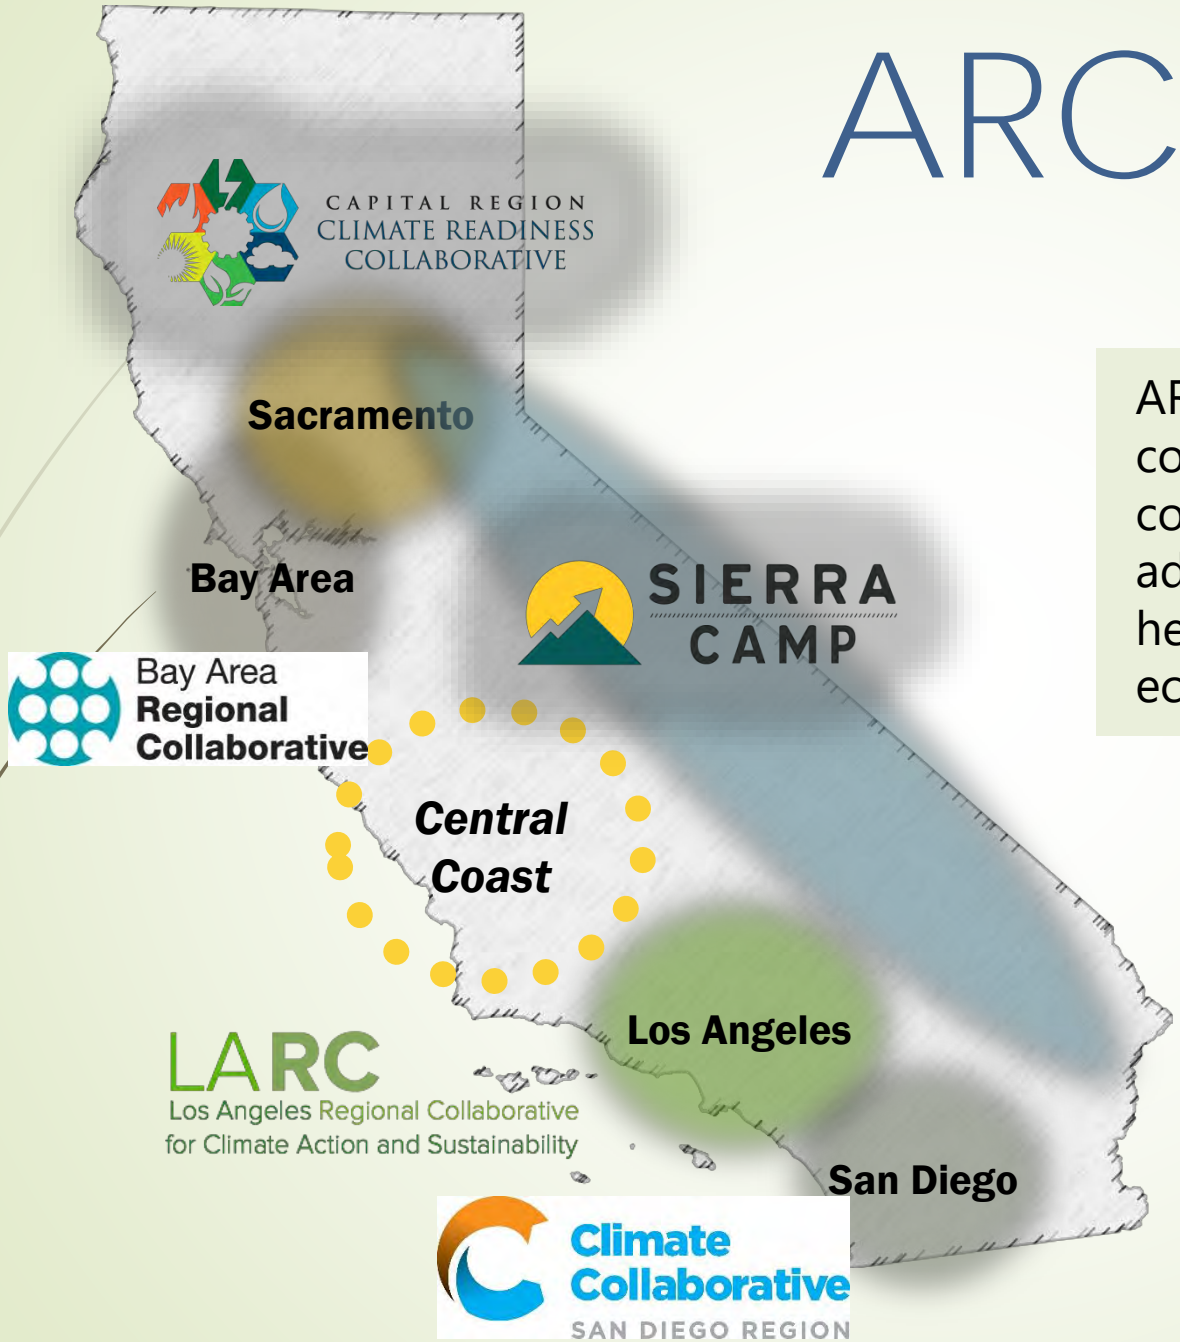 ARC
CAPITAL REGION
CLIMATE READINESS
COLLABORATIVE
Sacramento
Bay Area
SIERRA
CAMP
Bay Area
Regional
Collaborative
Central
Coast
Los Angeles
LARC
Los Angeles Regional Collaborative
for Climate Action and Sustainability
San Diego
Climate
Collaborative
SAN DIEGO REGION